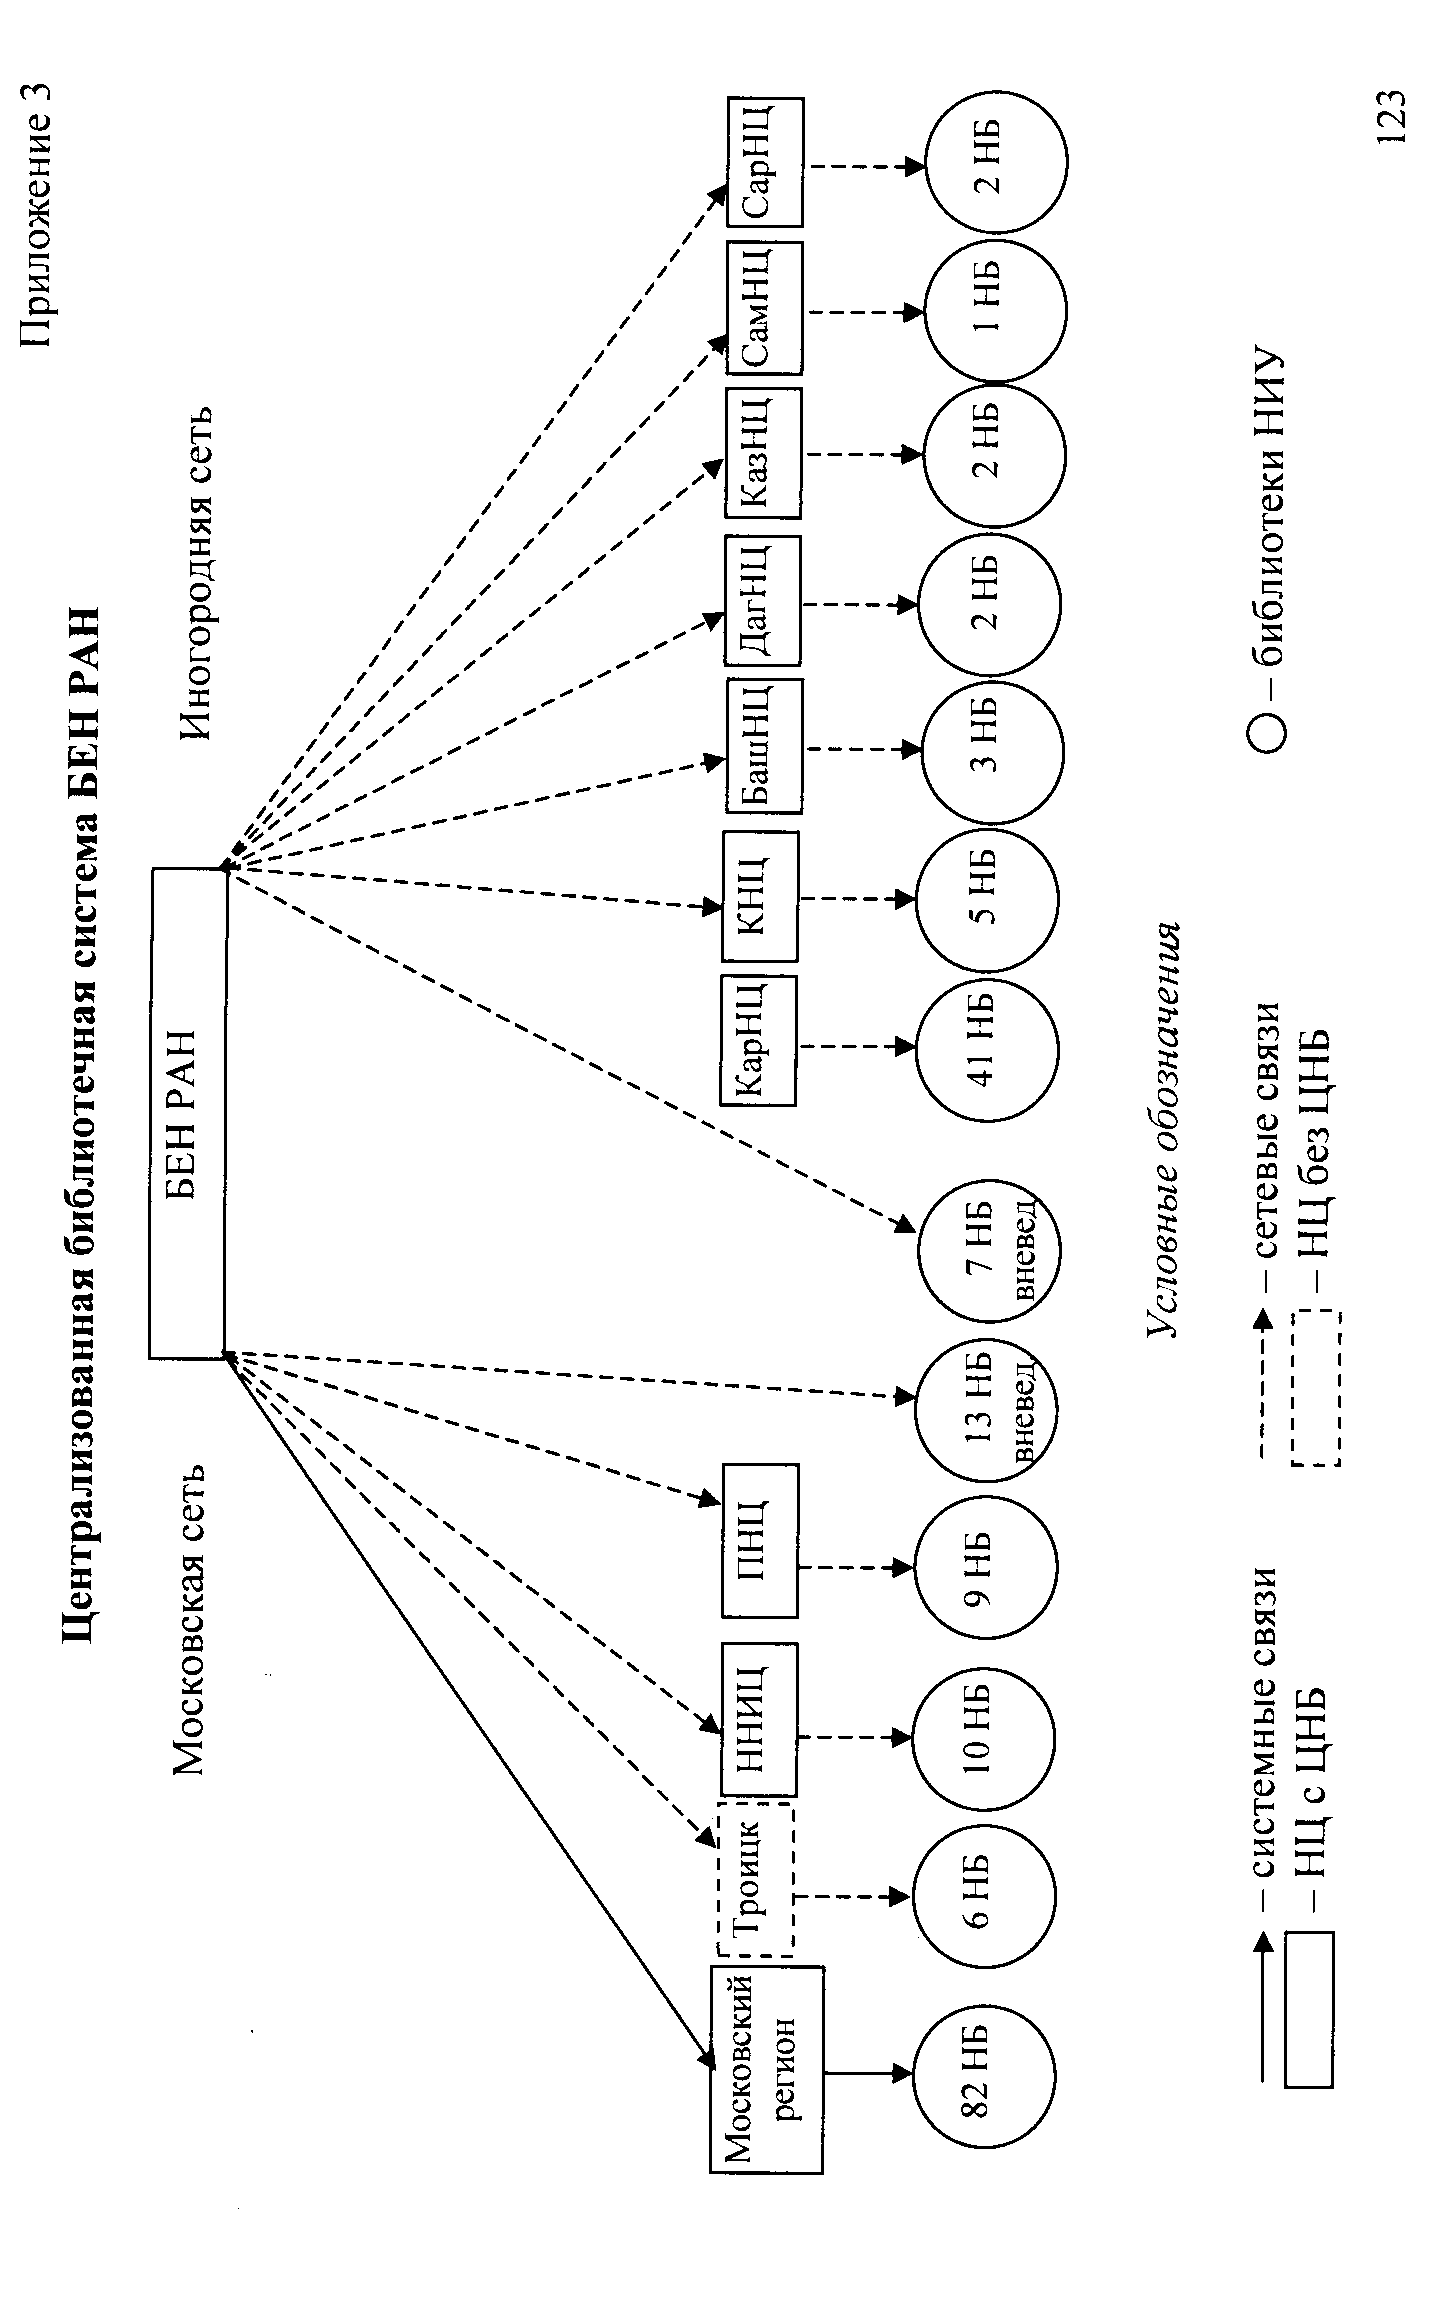 Приложение 3
Централизованная библиотечная система БЕН РАН
Московская сеть
Иногородняя сеть
БЕН РАН
Московский
регион
Троицк
ННИЦ
ПНЦ
КарНЦ
КНЦ
БашНЦ
ДагНЦ
КазНЦ
СамНЦ
СарНЦ
82 НБ
6 НБ
10 НБ
9 НБ
13 НБ
вневед.
7 НБ
вневед.
41 НБ
5 НБ
3 НБ
2 НБ
2 НБ
1 НБ
2 НБ
Условные обозначения
– системные связи
– сетевые связи
– библиотеки НИУ
– НЦ с ЦНБ
– НЦ без ЦНБ
123